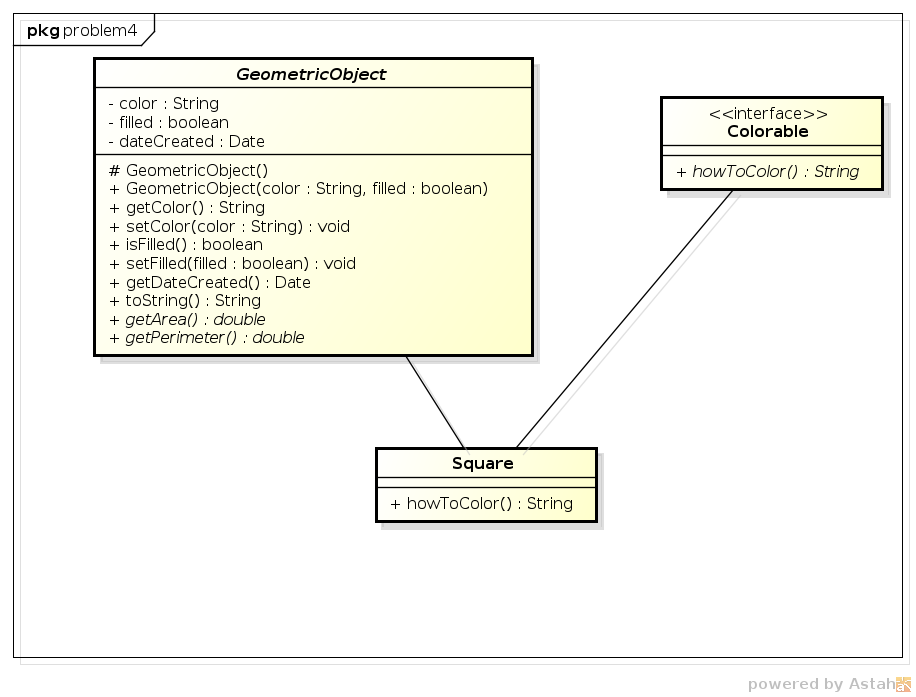 pkg problem4
GeometricObject
- color : String
- filled : boolean
- dateCreated : Date
# GeometricObject()
+ GeometricObject(color : String, filled : boolean)
+ getColor() : String
+ setColor(color : String) : void
+ isFilled() : boolean
+ setFilled(filled : boolean) : void
+ getDateCreated() : Date
+ toString() : String
+ getArea() : double
+ getPerimeter() : double
<<interface>>
Colorable
+ howToColor() : String
Square
+ howToColor() : String
powered by Astah